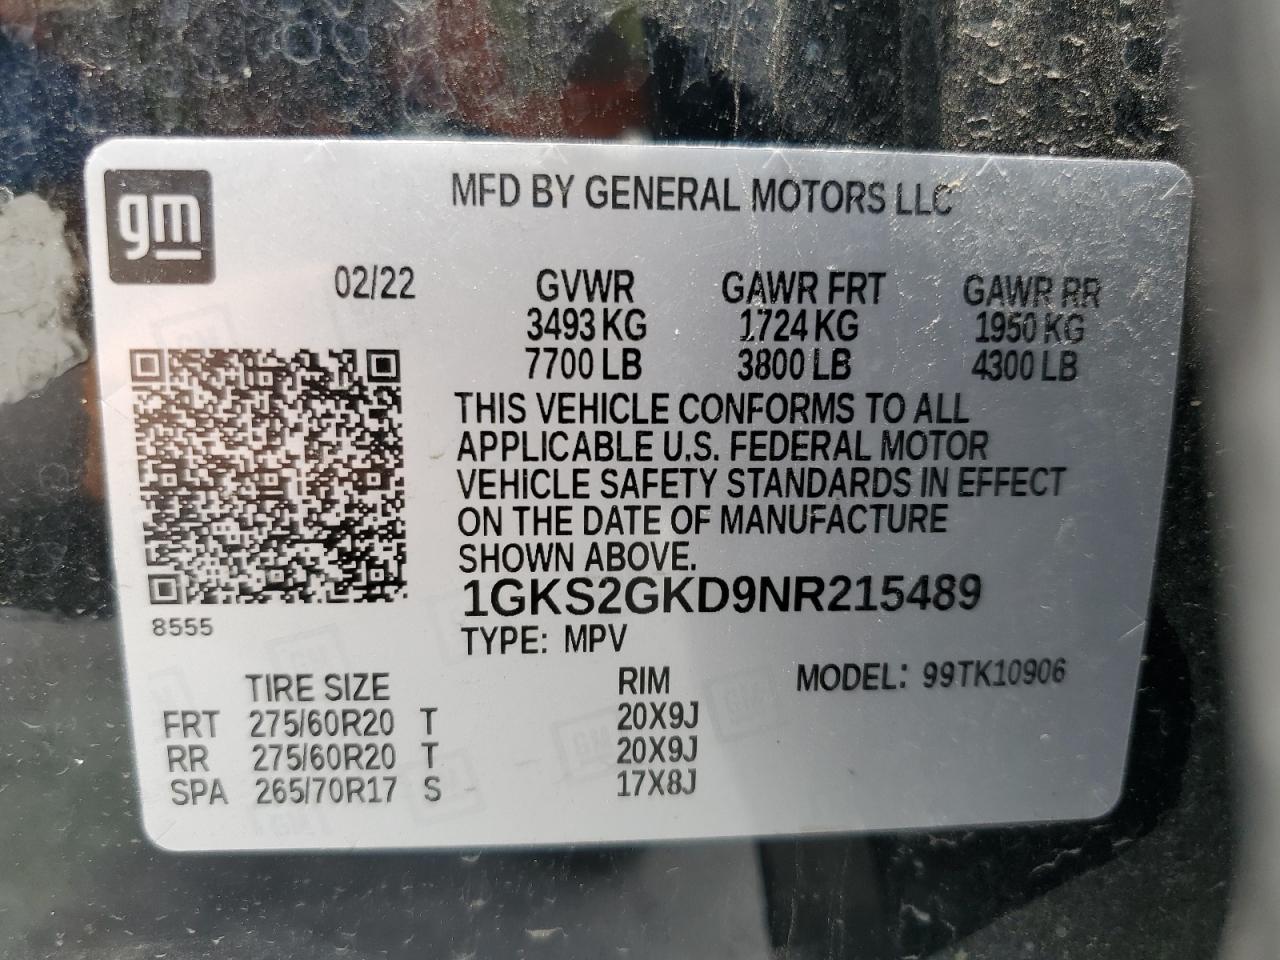 gm
MFD BY GENERAL MOTORS LLC
02/22 GVWR GAWR FRT GAWR RR
3493 KG 1724 KG 1950 KG
7700 LB 3800 LB 4300 LB
THIS VEHICLE CONFORMS TO ALL
APPLICABLE U.S. FEDERAL MOTOR
VEHICLE SAFETY STANDARDS IN EFFECT
ON THE DATE OF MANUFACTURE
SHOWN ABOVE.
1GKS2GKD9NR215489
8555
TYPE: MPV
TIRE SIZE RIM MODEL: 99TK10906
FRT 275/60R20 T 20X9J
RR 275/60R20 T 20X9J
SPA 265/70R17 S 17X8J